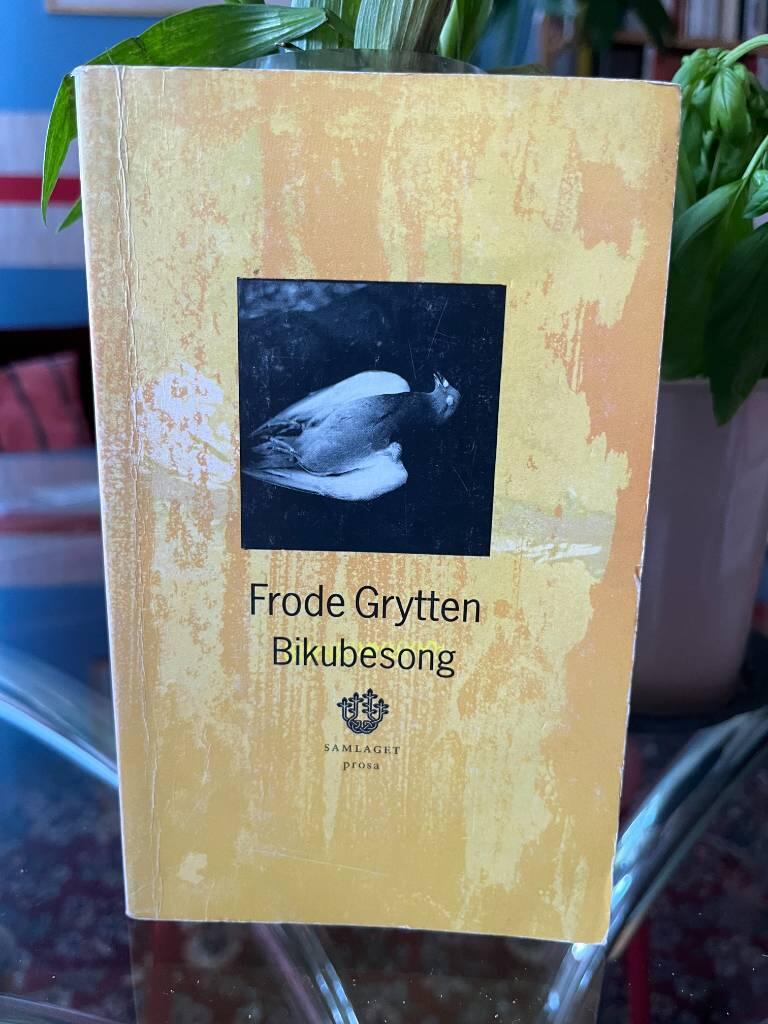 Frode Grytten
Bikubesong
SAMLAGET
prosa